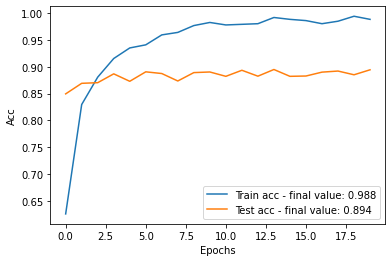 1.00
0.95
0.90
0.85
0.80
0.75
0.70
0.65
Acc
Train acc - final value: 0.988
Test acc - final value: 0.894
0.0 2.5 5.0 7.5 10.0 12.5 15.0 17.5
Epochs